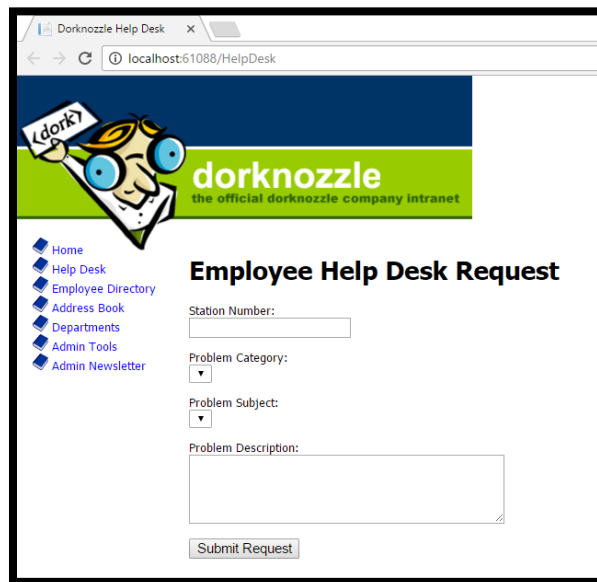 Dorknozzle Help Desk
localhost:61088/HelpDesk
<dork>
dorknozzle
the official dorknozzle company intranet
Home
Help Desk
Employee Directory
Address Book
Departments
Admin Tools
Admin Newsletter
Employee Help Desk Request
Station Number:
Problem Category:
Problem Subject:
Problem Description:
Submit Request